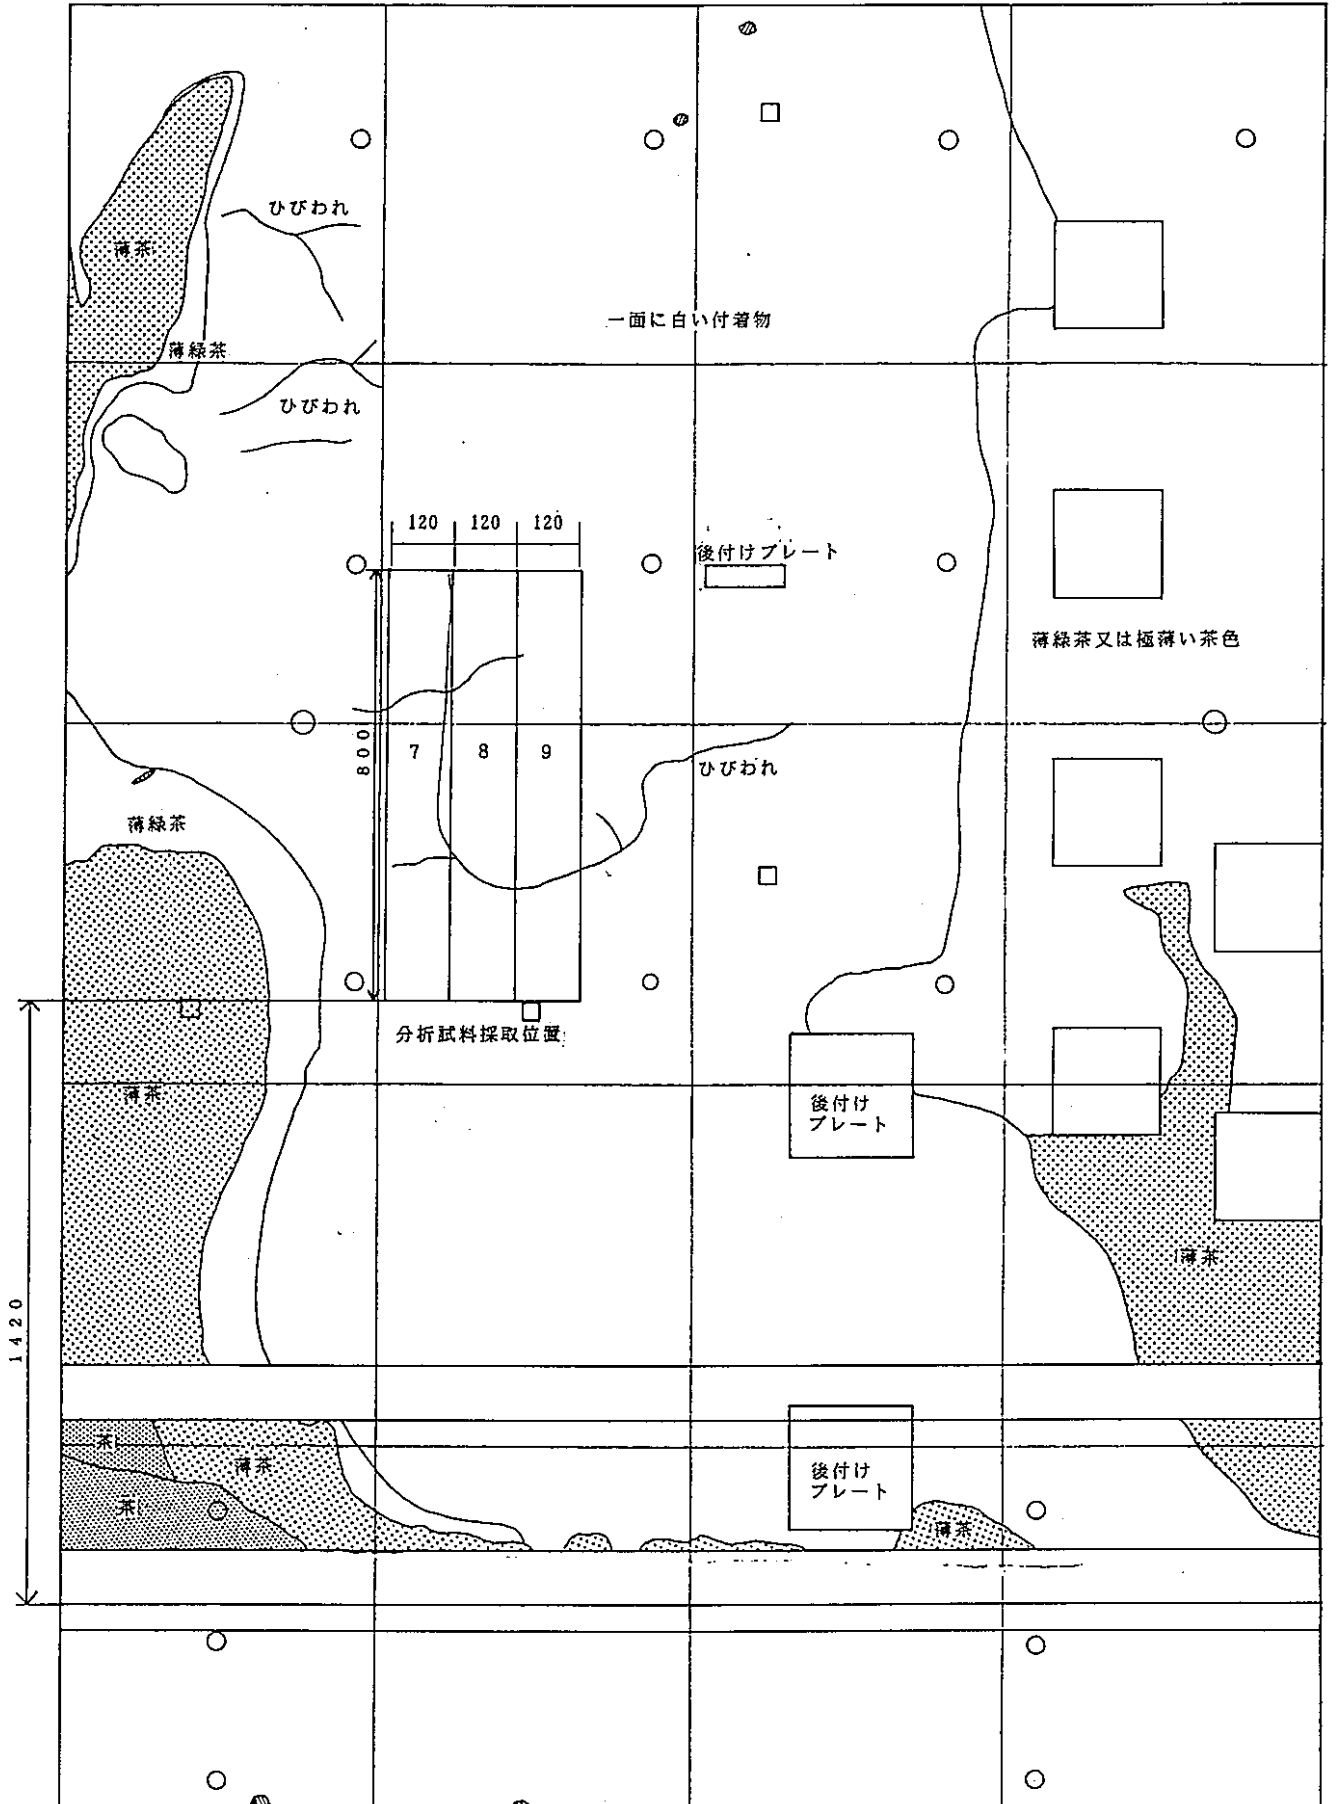 ひびわれ
薄茶
一面に白い付着物
薄緑茶
ひびわれ
120 120 120
後付けプレート
薄緑茶又は極薄い茶色
800
7 8 9
ひびわれ
薄緑茶
分析試料採取位置
薄茶
後付け
プレート
薄茶
1420
茶
薄茶
後付け
プレート
茶
薄茶